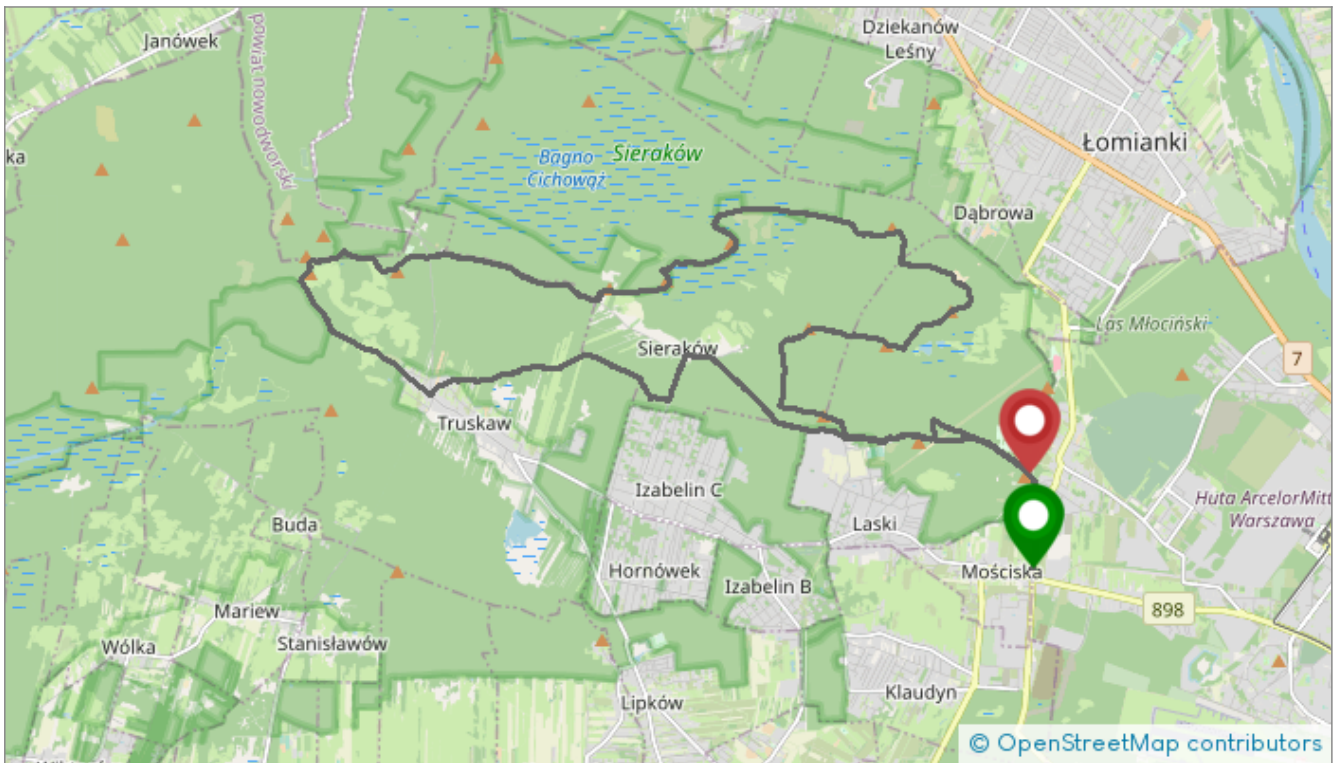 Janówek
Dziekanów
Leśny
powiat nowodworski
Łomianki
ka
Bagno
Cichowąż
Sieraków
Dąbrowa
Las Młociński
Sieraków
7
Truskaw
Izabelin C
Huta ArcelorMitt
Warszawa
Buda
Laski
Hornówek
Mościska
Izabelin B
898
Mariew
Wólka
Stanisławów
Klaudyn
Lipków
© OpenStreetMap contributors